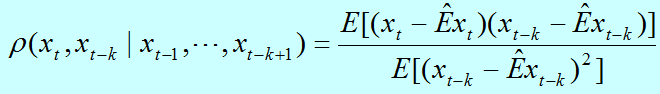 ρ(x_t, x_{t−k} | x_{t−1}, ⋯, x_{t−k+1}) = E[(x_t − Êx_t)(x_{t−k} − Êx_{t−k})] / E[(x_{t−k} − Êx_{t−k})²]